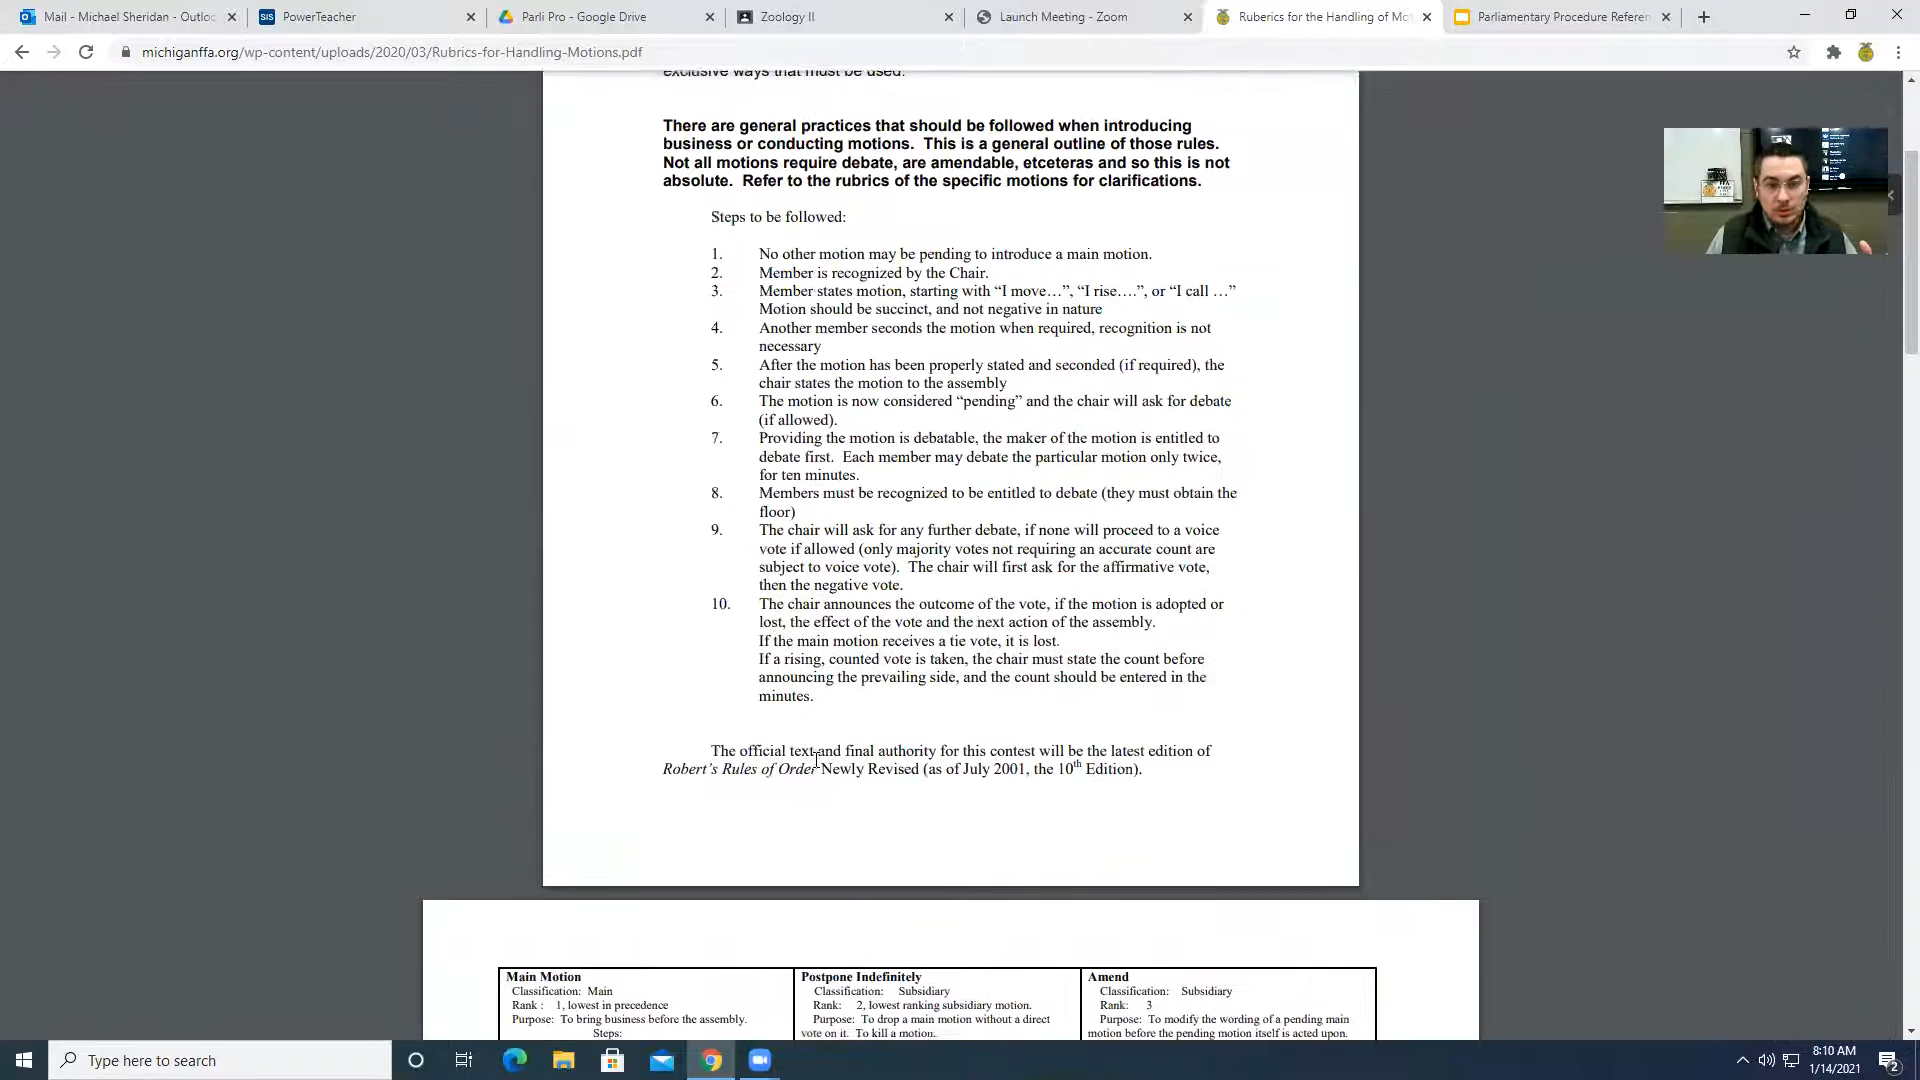 Mail - Michael Sheridan - Outloo
PowerTeacher
Parli Pro - Google Drive
Zoology II
Launch Meeting - Zoom
Ruberics for the Handling of Mot
Parliamentary Procedure Referen
michiganffa.org/wp-content/uploads/2020/03/Rubrics-for-Handling-Motions.pdf
exclusive ways that must be used.
There are general practices that should be followed when introducing
business or conducting motions. This is a general outline of those rules.
Not all motions require debate, are amendable, etceteras and so this is not
absolute. Refer to the rubrics of the specific motions for clarifications.
Steps to be followed:
1. No other motion may be pending to introduce a main motion.
2. Member is recognized by the Chair.
3. Member states motion, starting with “I move…”, “I rise….”, or “I call …”
Motion should be succinct, and not negative in nature
4. Another member seconds the motion when required, recognition is not
necessary
5. After the motion has been properly stated and seconded (if required), the
chair states the motion to the assembly
6. The motion is now considered “pending” and the chair will ask for debate
(if allowed).
7. Providing the motion is debatable, the maker of the motion is entitled to
debate first. Each member may debate the particular motion only twice,
for ten minutes.
8. Members must be recognized to be entitled to debate (they must obtain the
floor)
9. The chair will ask for any further debate, if none will proceed to a voice
vote if allowed (only majority votes not requiring an accurate count are
subject to voice vote). The chair will first ask for the affirmative vote,
then the negative vote.
10. The chair announces the outcome of the vote, if the motion is adopted or
lost, the effect of the vote and the next action of the assembly.
If the main motion receives a tie vote, it is lost.
If a rising, counted vote is taken, the chair must state the count before
announcing the prevailing side, and the count should be entered in the
minutes.
The official text and final authority for this contest will be the latest edition of
Robert’s Rules of Order Newly Revised (as of July 2001, the 10th Edition).
Main Motion
Classification: Main
Rank : 1, lowest in precedence
Purpose: To bring business before the assembly.
Steps:
Postpone Indefinitely
Classification: Subsidiary
Rank: 2, lowest ranking subsidiary motion.
Purpose: To drop a main motion without a direct
vote on it. To kill a motion.
Amend
Classification: Subsidiary
Rank: 3
Purpose: To modify the wording of a pending main
motion before the pending motion itself is acted upon.
Type here to search
8:10 AM
1/14/2021
2